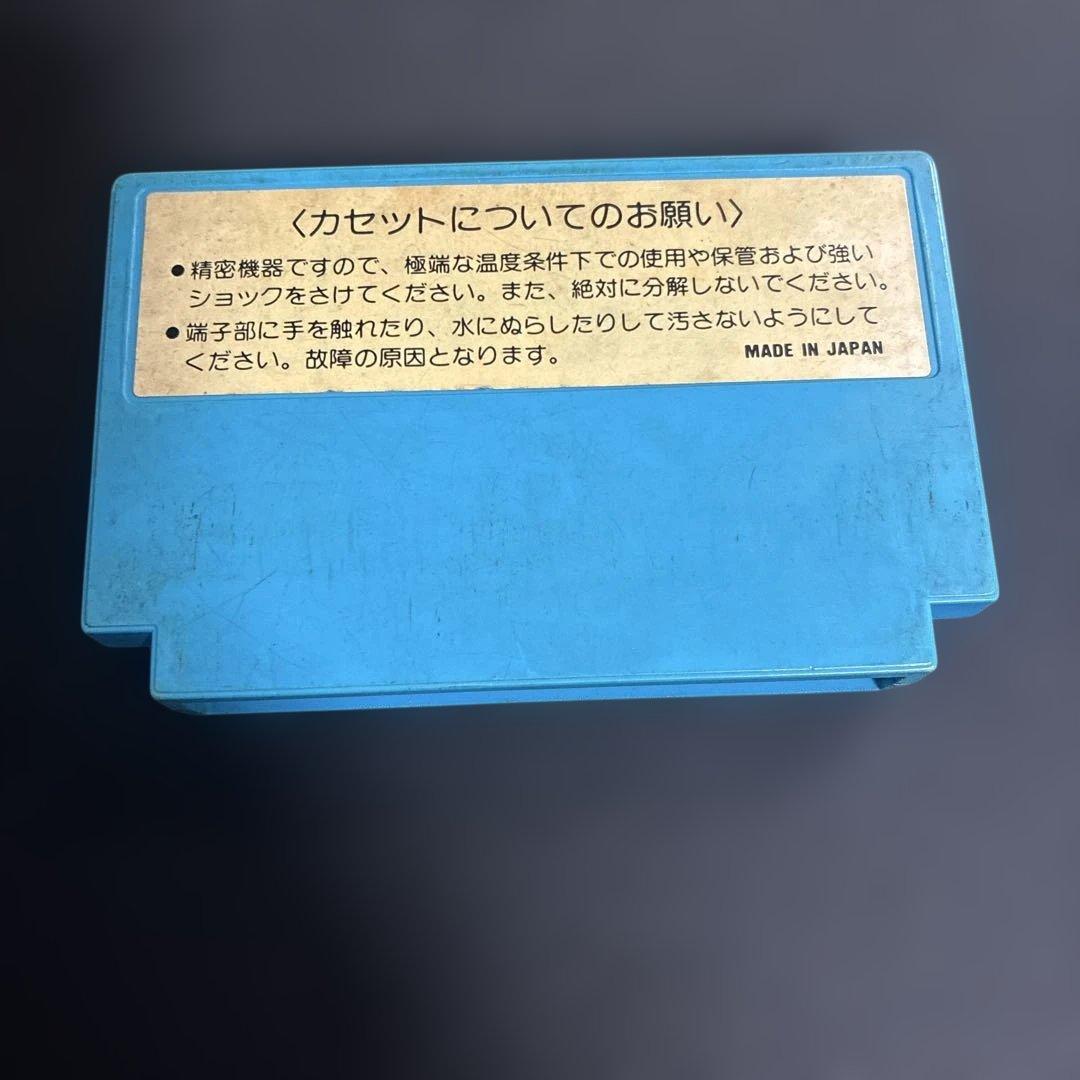 〈カセットについてのお願い〉
●精密機器ですので、極端な温度条件下での使用や保管および強い
ショックをさけてください。また、絶対に分解しないでください。
●端子部に手を触れたり、水にぬらしたりして汚さないようにして
ください。故障の原因となります。
MADE IN JAPAN